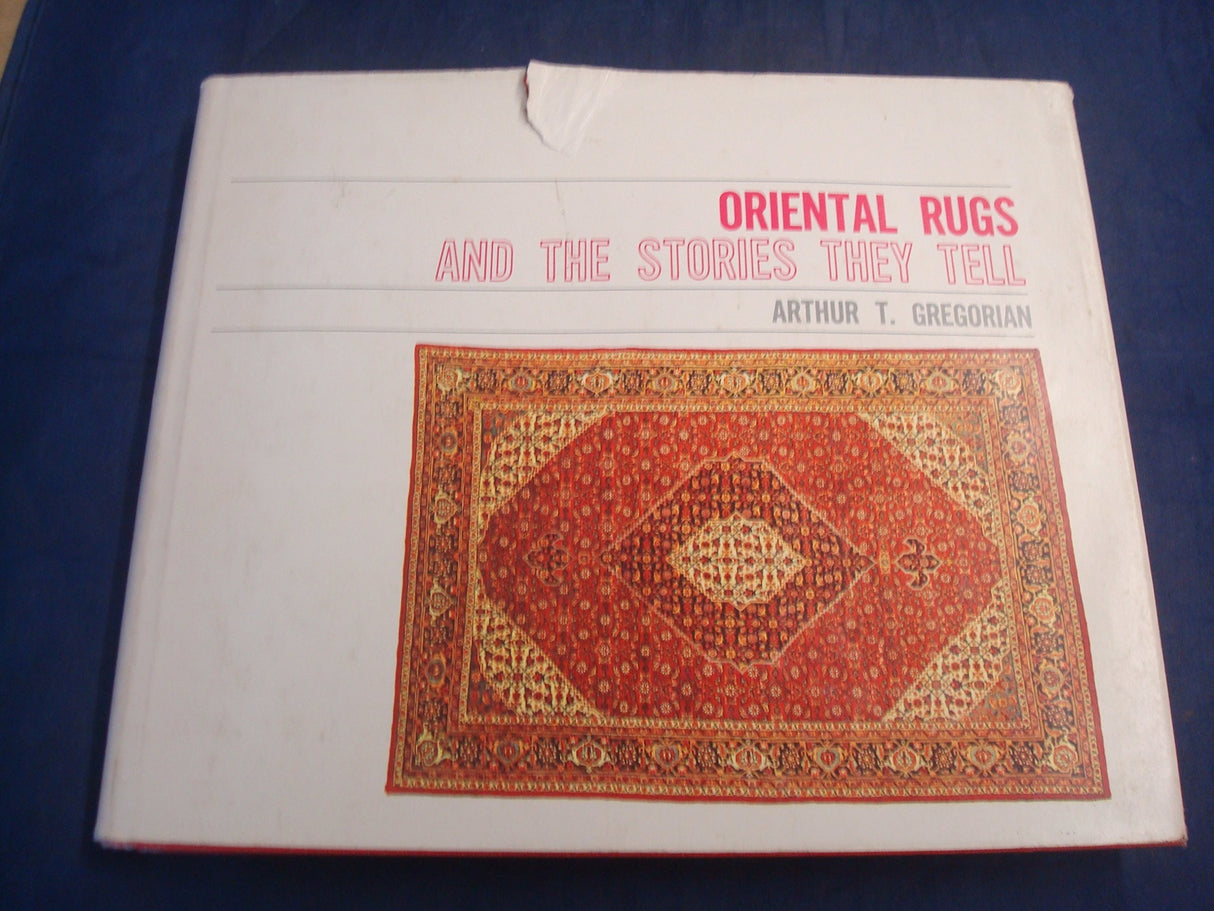 ORIENTAL RUGS
AND THE STORIES THEY TELL
ARTHUR T. GREGORIAN